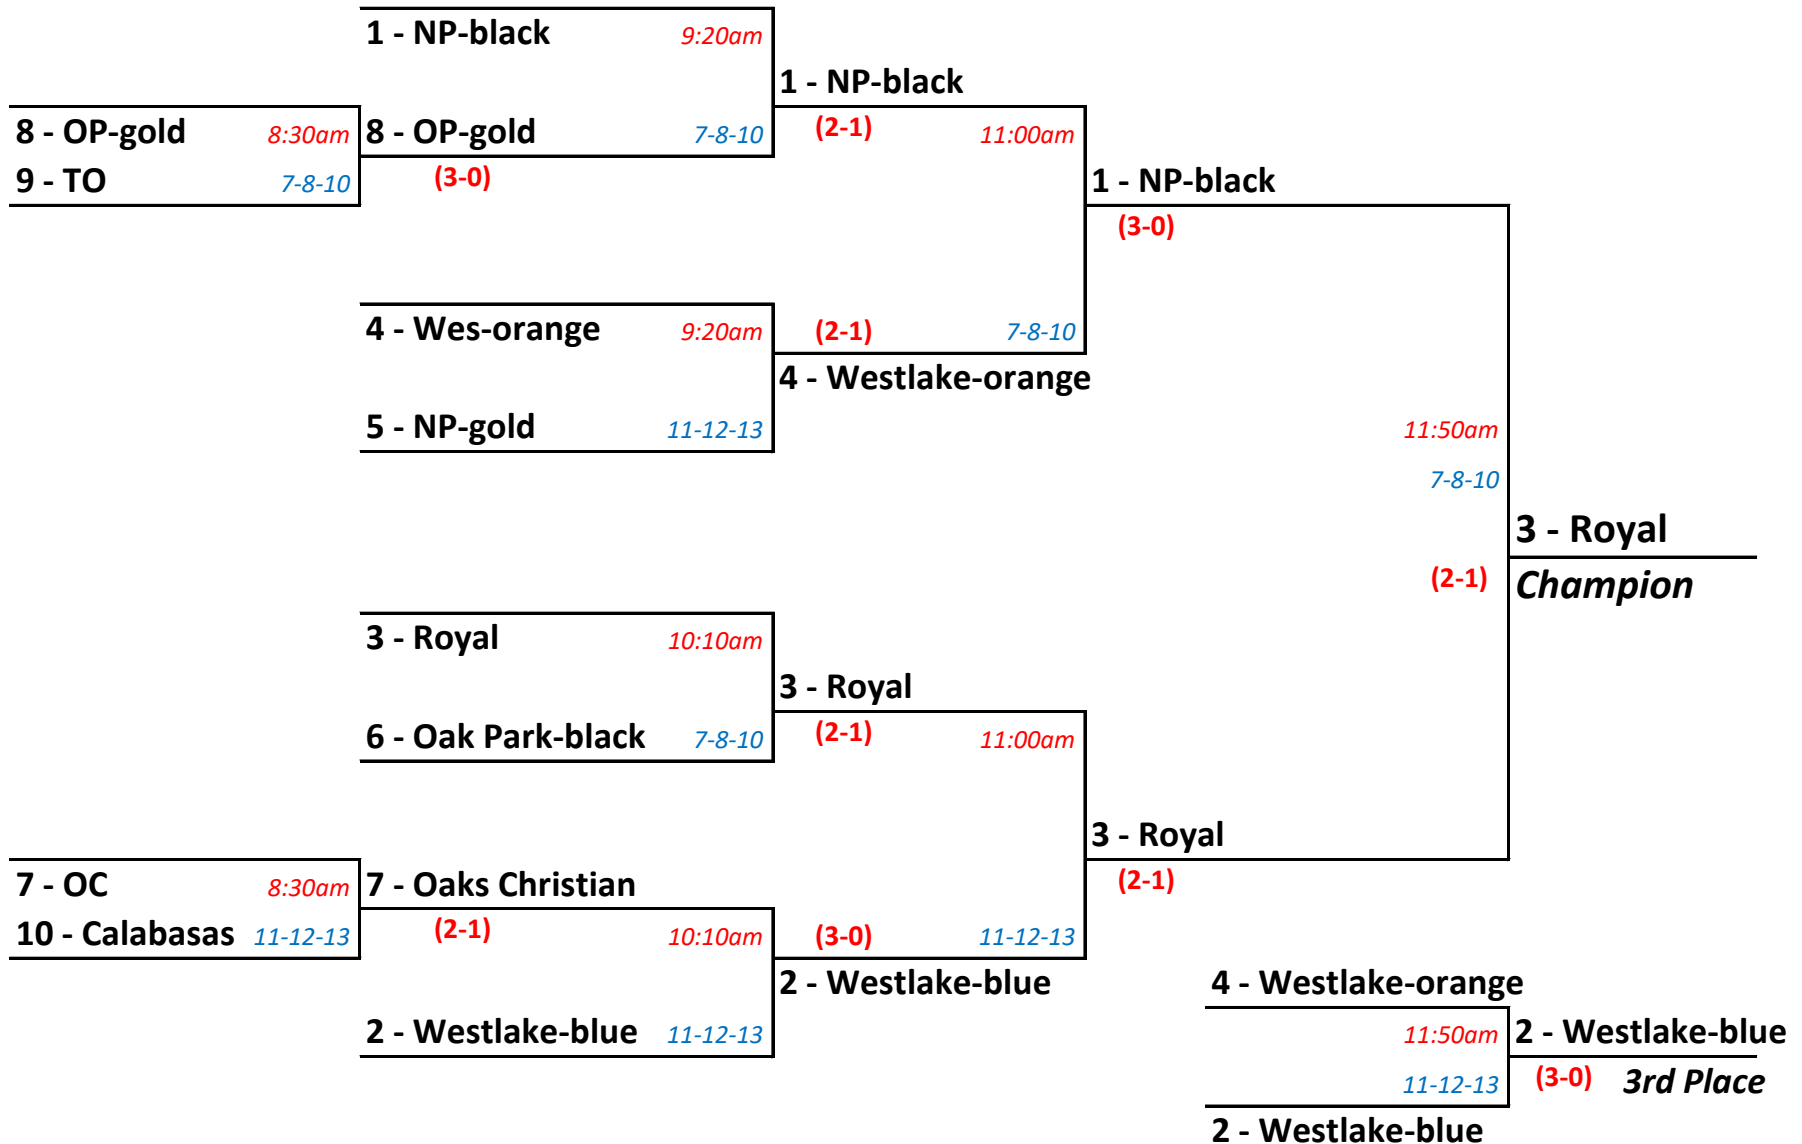 1 - NP-black 9:20am
1 - NP-black
8 - OP-gold 8:30am 8 - OP-gold 7-8-10 (2-1) 11:00am
9 - TO 7-8-10 (3-0) 1 - NP-black
(3-0)
4 - Wes-orange 9:20am (2-1) 7-8-10
4 - Westlake-orange
5 - NP-gold 11-12-13 11:50am
7-8-10
3 - Royal
(2-1) Champion
3 - Royal 10:10am
3 - Royal
6 - Oak Park-black 7-8-10 (2-1) 11:00am
3 - Royal
7 - OC 8:30am 7 - Oaks Christian (2-1)
10 - Calabasas 11-12-13 (2-1) 10:10am (3-0) 11-12-13
2 - Westlake-blue 4 - Westlake-orange
2 - Westlake-blue 11-12-13 11:50am 2 - Westlake-blue
11-12-13 (3-0) 3rd Place
2 - Westlake-blue